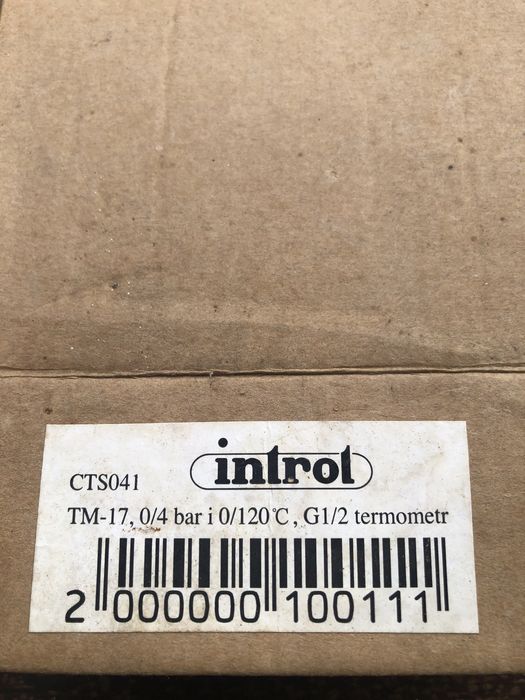 introl
CTS041
TM-17, 0/4 bar i 0/120℃, G1/2 termometr
2 000000 100111